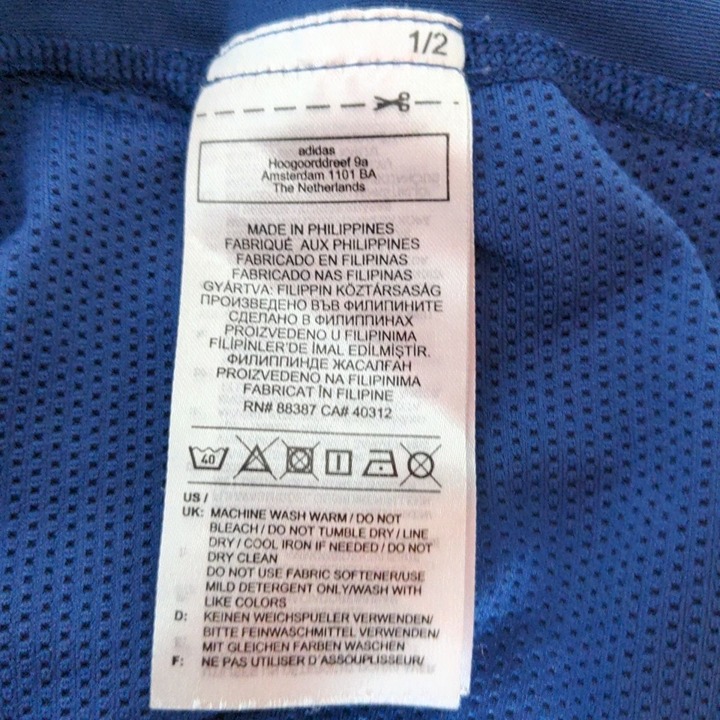 1/2
adidas
Hoogoorddreef 9a
Amsterdam 1101 BA
The Netherlands
MADE IN PHILIPPINES
FABRIQUÉ AUX PHILIPPINES
FABRICADO EN FILIPINAS
FABRICADO NAS FILIPINAS
GYÁRTVA: FILIPPIN KÖZTÁRSASÁG
ПРОИЗВЕДЕНО ВЪВ ФИЛИПИНИТЕ
СДЕЛАНО В ФИЛИППИНАХ
PROIZVEDENO U FILIPINIMA
FİLİPİNLER'DE İMAL EDİLMİŞTİR.
ФИЛИППИНДЕ ЖАСАЛҒАН
PROIZVEDENO NA FILIPINIMA
FABRICAT ÎN FILIPINE
RN# 88387 CA# 40312
40
US /
UK: MACHINE WASH WARM / DO NOT
BLEACH / DO NOT TUMBLE DRY / LINE
DRY / COOL IRON IF NEEDED / DO NOT
DRY CLEAN
DO NOT USE FABRIC SOFTENER/USE
MILD DETERGENT ONLY/WASH WITH
LIKE COLORS
D: KEINEN WEICHSPUELER VERWENDEN/
BITTE FEINWASCHMITTEL VERWENDEN/
MIT GLEICHEN FARBEN WASCHEN
F: NE PAS UTILISER D'ASSOUPLISSEUR/